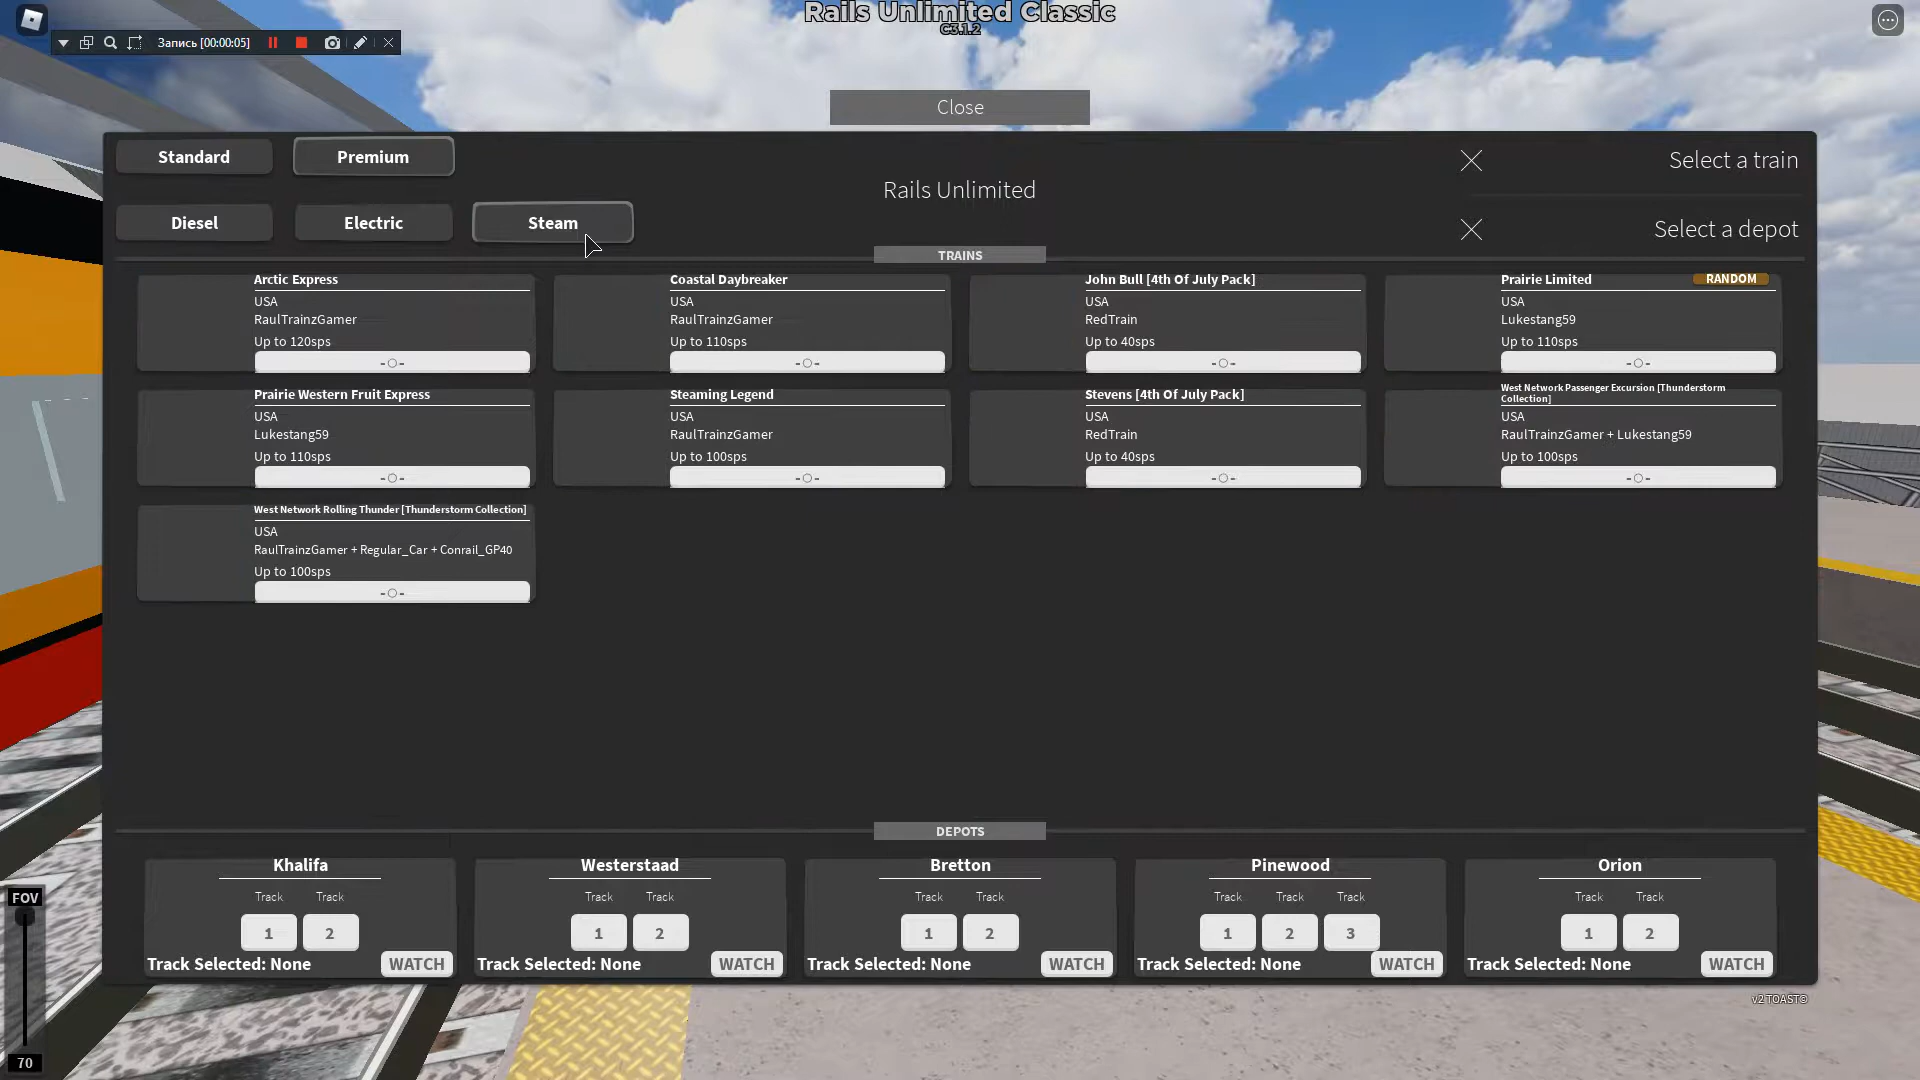 Rails Unlimited Classic
C3.1.2
Запись [00:00:05]
Close
Standard
Premium
Select a train
Rails Unlimited
Diesel
Electric
Steam
Select a depot
TRAINS
Arctic Express
USA
RaulTrainzGamer
Up to 120sps
-○-
Coastal Daybreaker
USA
RaulTrainzGamer
Up to 110sps
-○-
John Bull [4th Of July Pack]
USA
RedTrain
Up to 40sps
-○-
Prairie Limited
RANDOM
USA
Lukestang59
Up to 110sps
-○-
Prairie Western Fruit Express
USA
Lukestang59
Up to 110sps
-○-
Steaming Legend
USA
RaulTrainzGamer
Up to 100sps
-○-
Stevens [4th Of July Pack]
USA
RedTrain
Up to 40sps
-○-
West Network Passenger Excursion [Thunderstorm
Collection]
USA
RaulTrainzGamer + Lukestang59
Up to 100sps
-○-
West Network Rolling Thunder [Thunderstorm Collection]
USA
RaulTrainzGamer + Regular_Car + Conrail_GP40
Up to 100sps
-○-
DEPOTS
Khalifa
Track Track
1 2
Track Selected: None
WATCH
Westerstaad
Track Track
1 2
Track Selected: None
WATCH
Bretton
Track Track
1 2
Track Selected: None
WATCH
Pinewood
Track Track Track
1 2 3
Track Selected: None
WATCH
Orion
Track Track
1 2
Track Selected: None
WATCH
FOV
70
v2 TOAST©